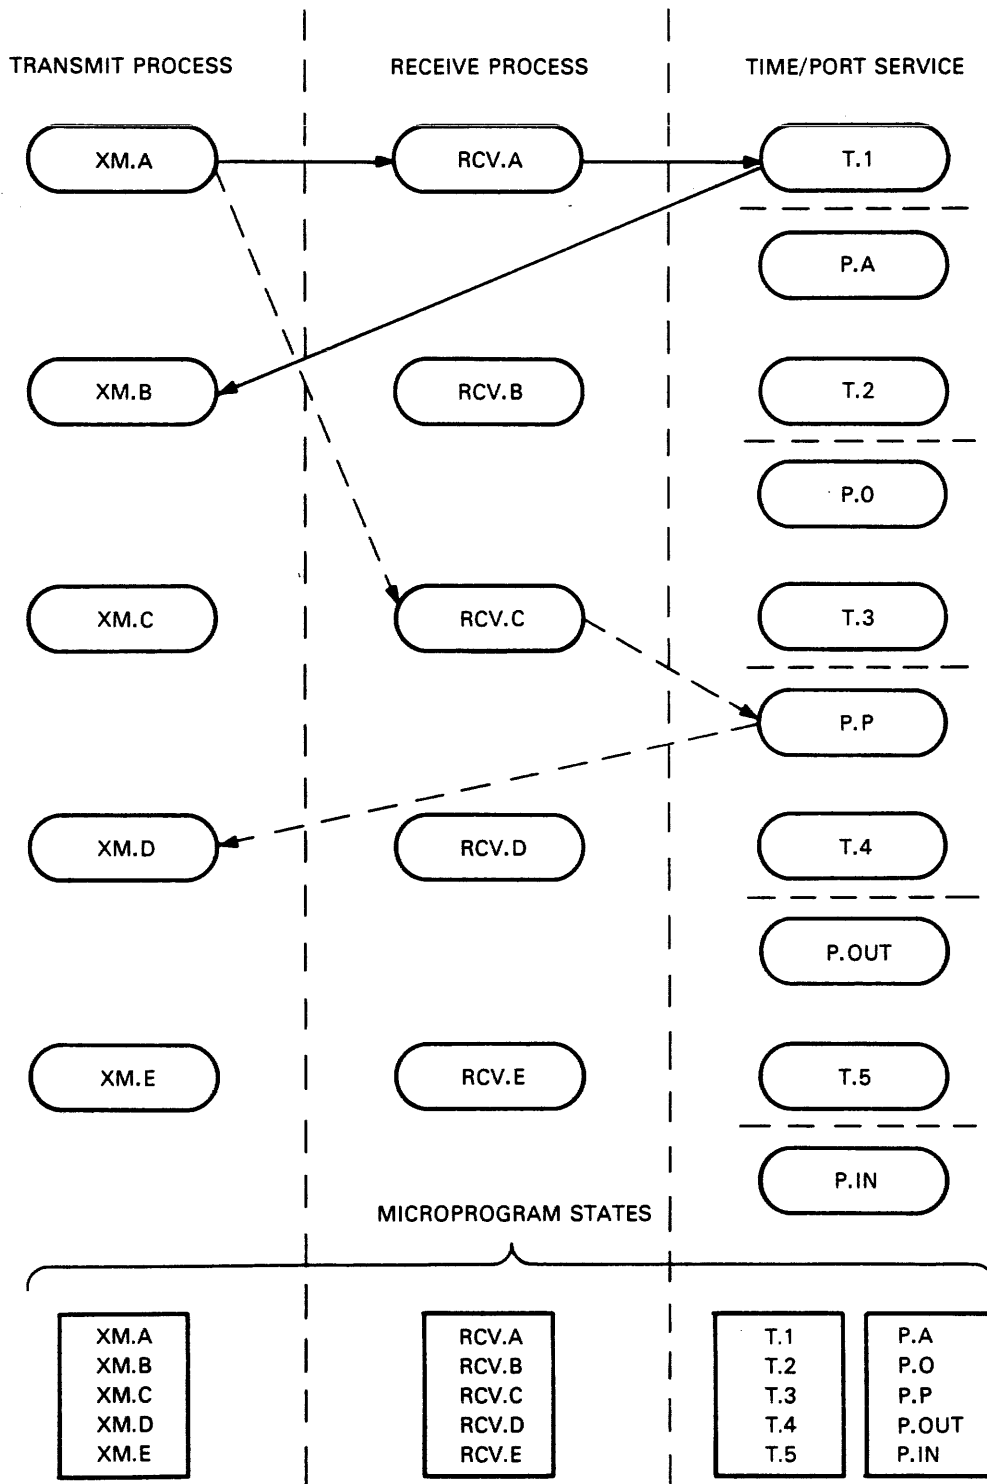 TRANSMIT PROCESS
RECEIVE PROCESS
TIME/PORT SERVICE
XM.A
RCV.A
T.1
P.A
XM.B
RCV.B
T.2
P.O
XM.C
RCV.C
T.3
P.P
XM.D
RCV.D
T.4
P.OUT
XM.E
RCV.E
T.5
P.IN
MICROPROGRAM STATES
XM.A
XM.B
XM.C
XM.D
XM.E
RCV.A
RCV.B
RCV.C
RCV.D
RCV.E
T.1
T.2
T.3
T.4
T.5
P.A
P.O
P.P
P.OUT
P.IN